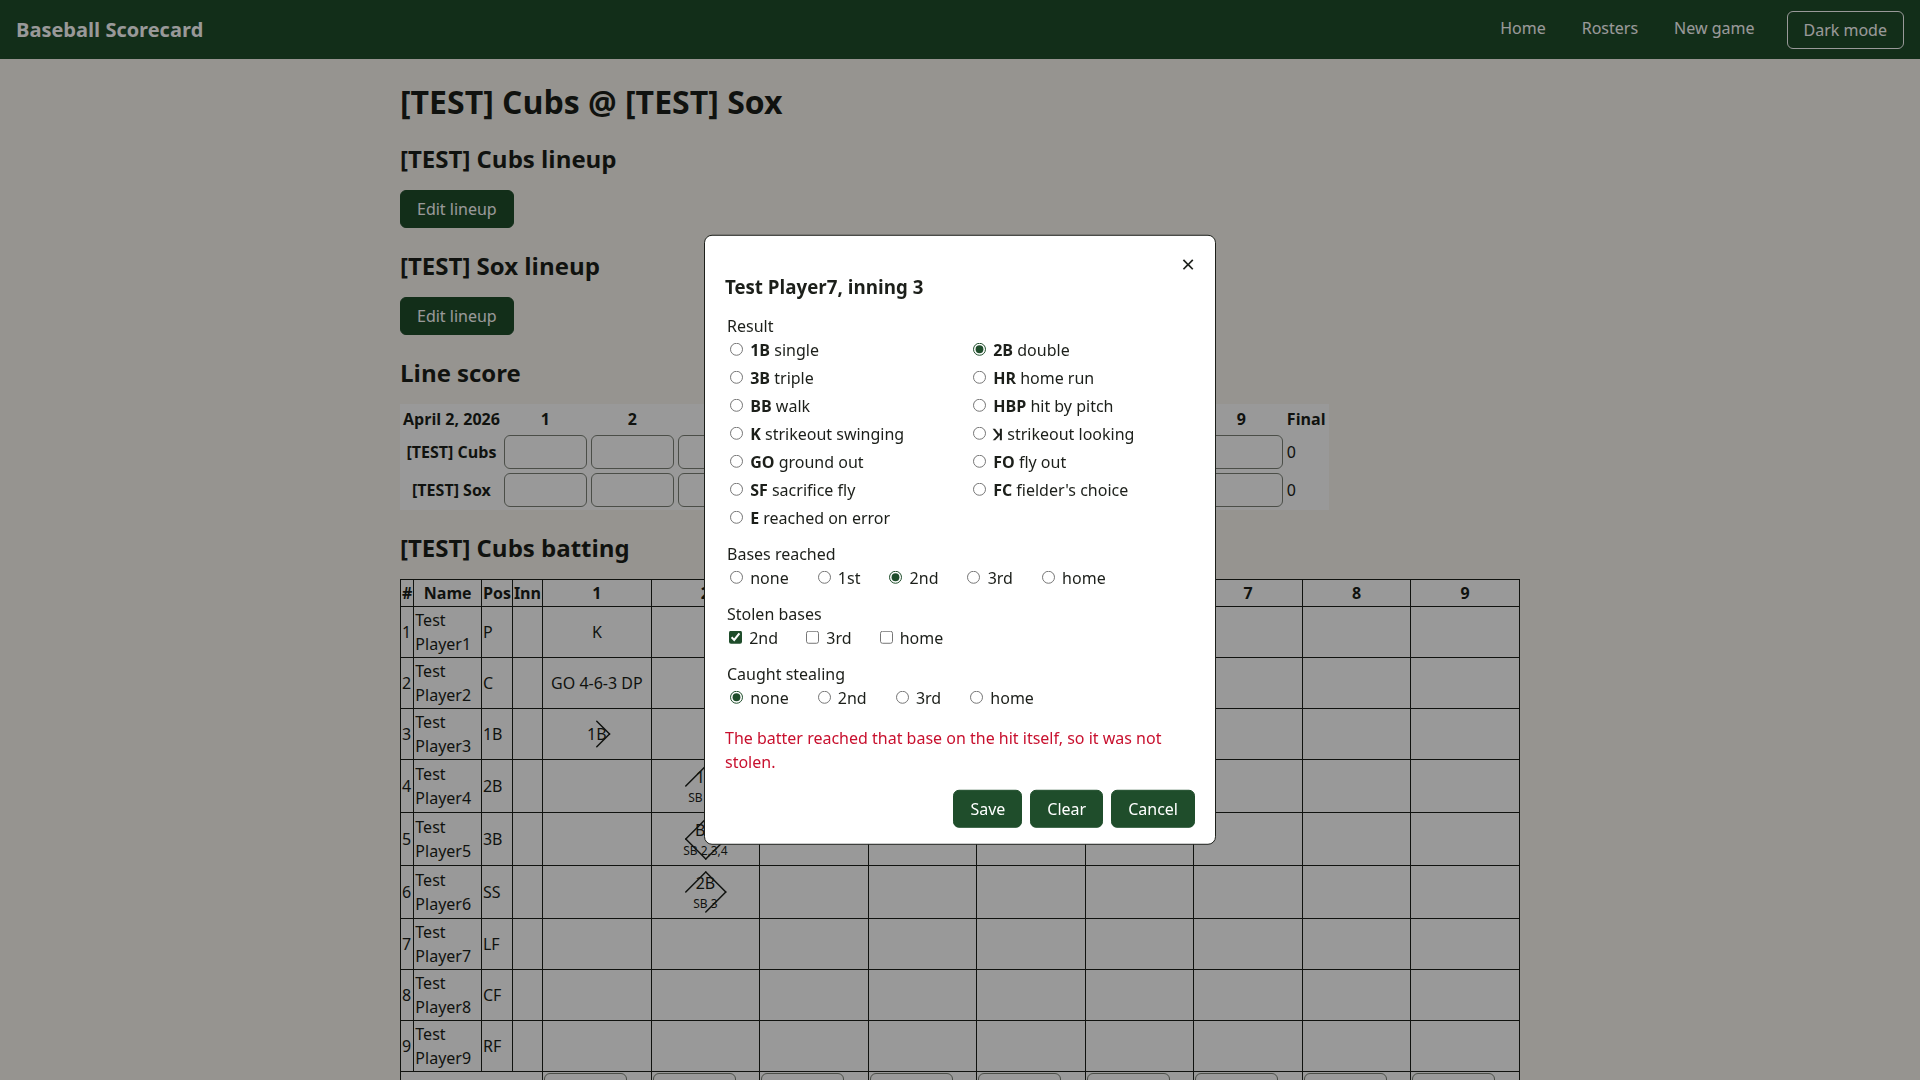 Baseball Scorecard
Home Rosters New game Dark mode
[TEST] Cubs @ [TEST] Sox
[TEST] Cubs lineup
Edit lineup
[TEST] Sox lineup
Edit lineup
Line score
April 2, 2026 1 2 9 Final
[TEST] Cubs 0
[TEST] Sox 0
[TEST] Cubs batting
# Name Pos Inn 1 7 8 9
1 Test Player1 P K
2 Test Player2 C GO 4-6-3 DP
3 Test Player3 1B 1B
4 Test Player4 2B SB
5 Test Player5 3B SB 2,3,4
6 Test Player6 SS 2B SB 3
7 Test Player7 LF
8 Test Player8 CF
9 Test Player9 RF
×
Test Player7, inning 3
Result
1B single 2B double
3B triple HR home run
BB walk HBP hit by pitch
K strikeout swinging ꓘ strikeout looking
GO ground out FO fly out
SF sacrifice fly FC fielder's choice
E reached on error
Bases reached
none 1st 2nd 3rd home
Stolen bases
2nd 3rd home
Caught stealing
none 2nd 3rd home
The batter reached that base on the hit itself, so it was not
stolen.
Save Clear Cancel